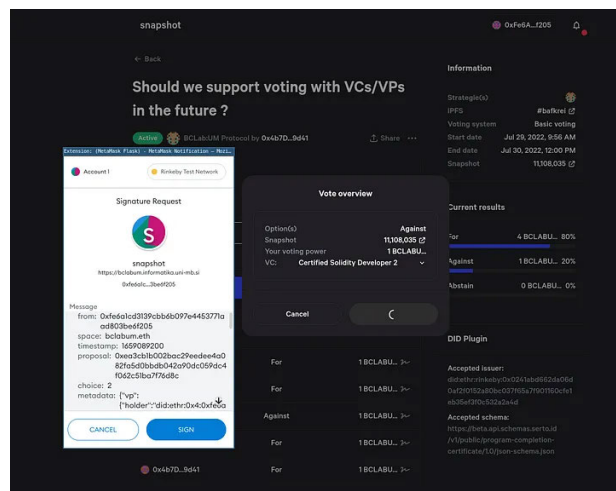 snapshot
0xFe6A...f205
← Back
Should we support voting with VCs/VPs
in the future ?
Active
BCLab:UM Protocol by 0x4b7D...9d41
Share
Extension: (MetaMask Flask) - MetaMask Notification — Mozi...
Account 1
Rinkeby Test Network
Signature Request
S
snapshot
https://bclabum.informatika.uni-mb.si
0xfe6a1c...3be6f205
Message
from: 0xfe6a1cd3139cbb6b097e4453771a
ad803be6f205
space: bclabum.eth
timestamp: 1659089200
proposal: 0xea3cb1b002bac29eedee4a0
82fa5d0bbdb042a90dc059dc4
f062c51ba7f76d8c
choice: 2
metadata: {"vp":
{"holder":"did:ethr:0x4:0xfe6a
CANCEL
SIGN
Vote overview
Option(s) Against
Snapshot 11,108,035
Your voting power 1 BCLABU...
VC: Certified Solidity Developer 2
Cancel
For 1 BCLABU...
For 1 BCLABU...
Against 1 BCLABU...
For 1 BCLABU...
0x4b7D...9d41 For 1 BCLABU...
Information
Strategie(s)
IPFS #bafkrei
Voting system Basic voting
Start date Jul 29, 2022, 9:56 AM
End date Jul 30, 2022, 12:00 PM
Snapshot 11,108,035
Current results
For 4 BCLABU... 80%
Against 1 BCLABU... 20%
Abstain 0 BCLABU... 0%
DID Plugin
Accepted issuer:
Accepted schema:
https://beta.api.schemas.serto.id
/v1/public/program-completion-
certificate/1.0/json-schema.json